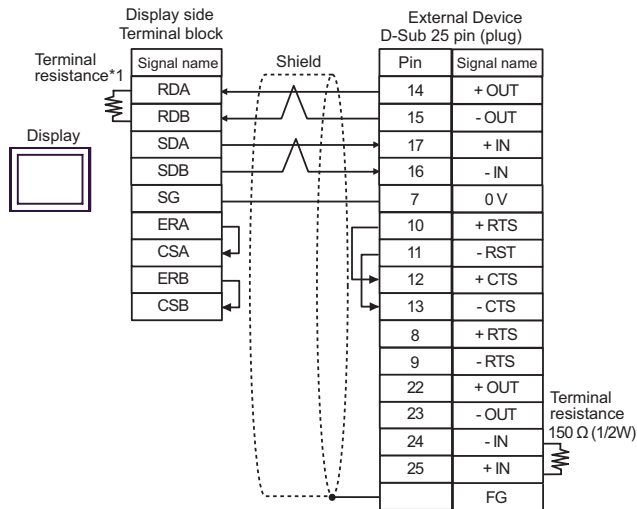 Display side
Terminal block
External Device
D-Sub 25 pin (plug)
Terminal
resistance*1
Shield
Display
Signal name
RDA
RDB
SDA
SDB
SG
ERA
CSA
ERB
CSB
Pin Signal name
14 + OUT
15 - OUT
17 + IN
16 - IN
7 0 V
10 + RTS
11 - RST
12 + CTS
13 - CTS
8 + RTS
9 - RTS
22 + OUT
23 - OUT
24 - IN
25 + IN
FG
Terminal
resistance
150 Ω (1/2W)